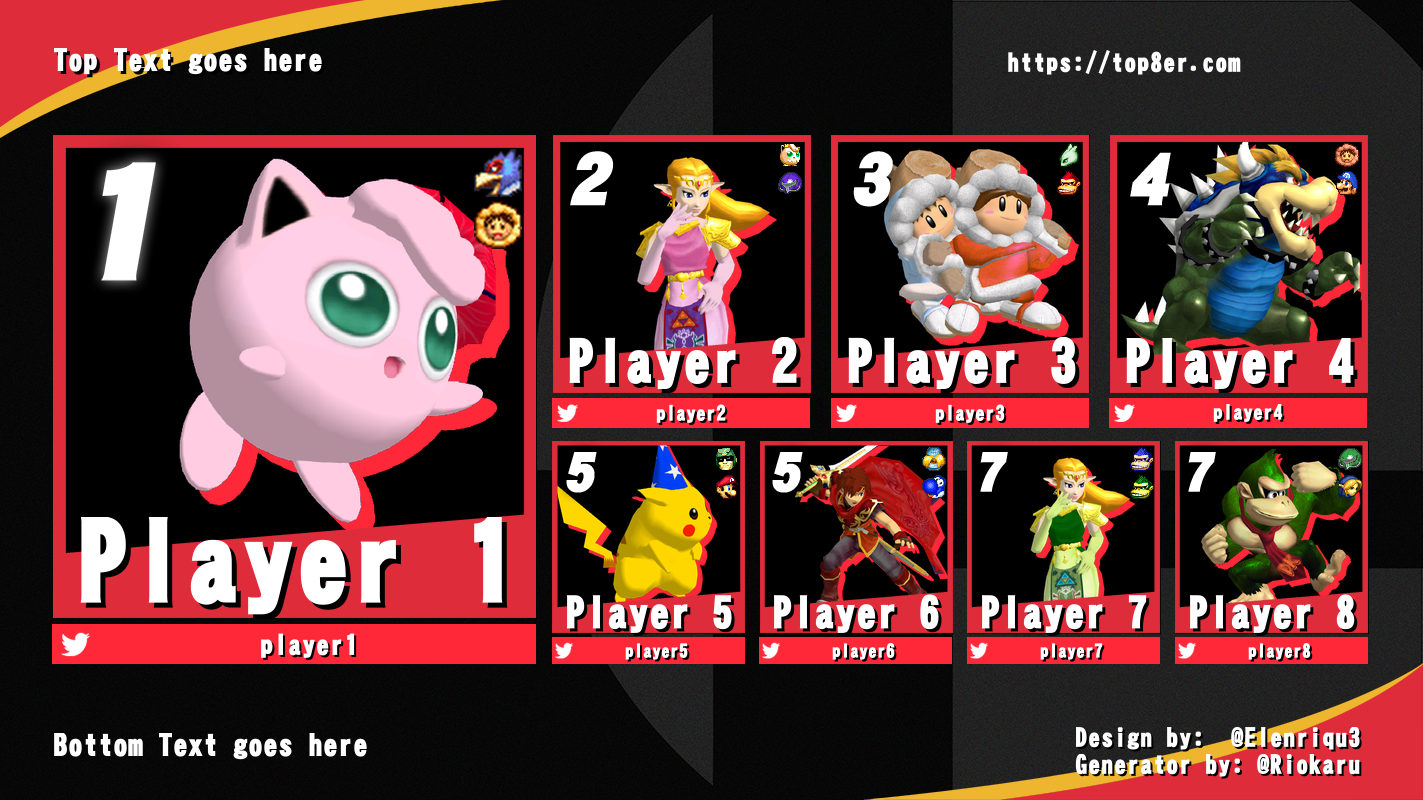 Top Text goes here
https://top8er.com
1
Player 1
player1
2
Player 2
player2
3
Player 3
player3
4
Player 4
player4
5
Player 5
player5
5
Player 6
player6
7
Player 7
player7
7
Player 8
player8
Bottom Text goes here
Design by: @Elenriqu3
Generator by: @Riokaru